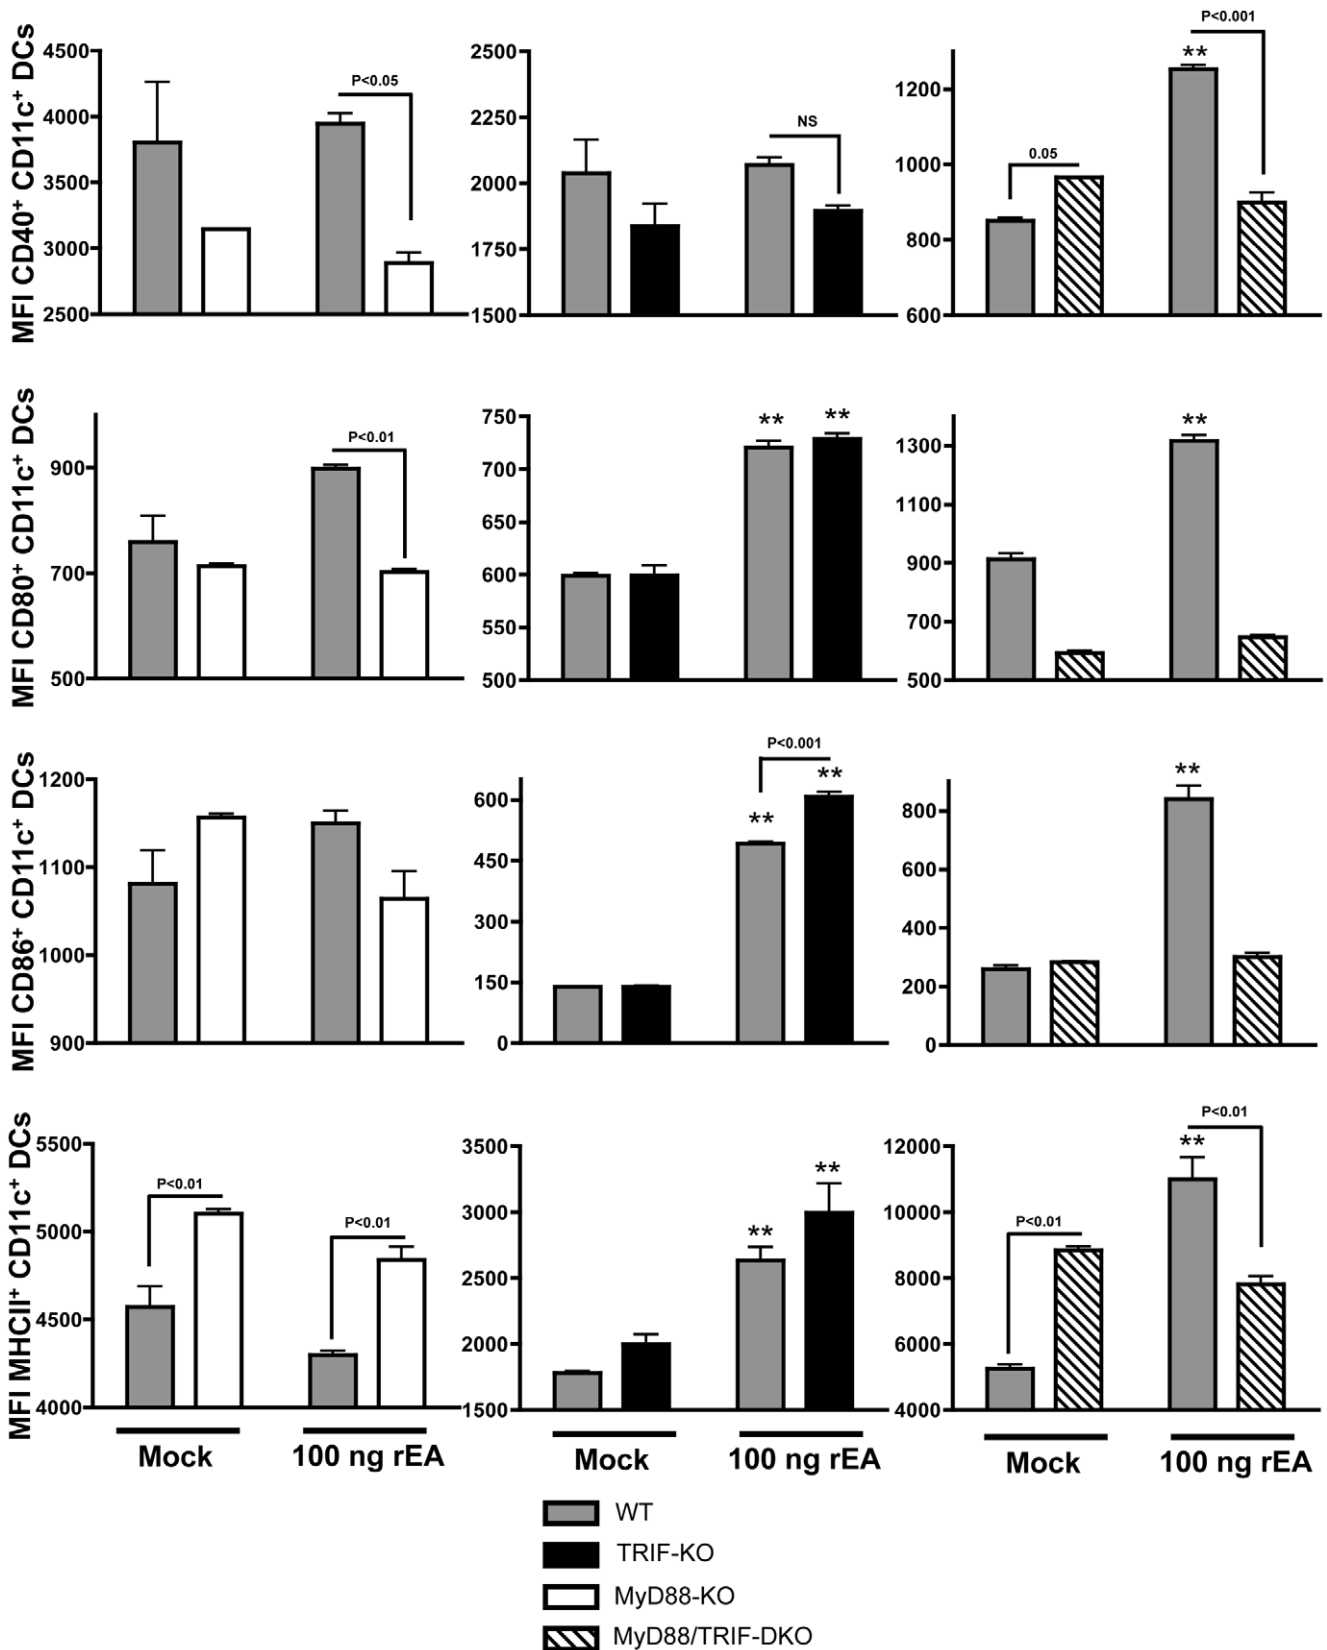 MFI CD40+ CD11c+ DCs
4500
4000
3500
3000
2500
P<0.05
2500
2250
2000
1750
1500
NS
1200
1000
800
600
0.05
**
P<0.001
MFI CD80+ CD11c+ DCs
900
700
500
P<0.01
750
700
650
600
550
500
**
**
1300
1100
900
700
500
**
MFI CD86+ CD11c+ DCs
1200
1100
1000
900
600
450
300
150
0
**
P<0.001
**
800
600
400
200
0
**
MFI MHCII+ CD11c+ DCs
5500
5000
4500
4000
P<0.01
P<0.01
3500
3000
2500
2000
1500
**
**
12000
10000
8000
6000
4000
P<0.01
**
P<0.01
Mock
100 ng rEA
Mock
100 ng rEA
Mock
100 ng rEA
WT
TRIF-KO
MyD88-KO
MyD88/TRIF-DKO